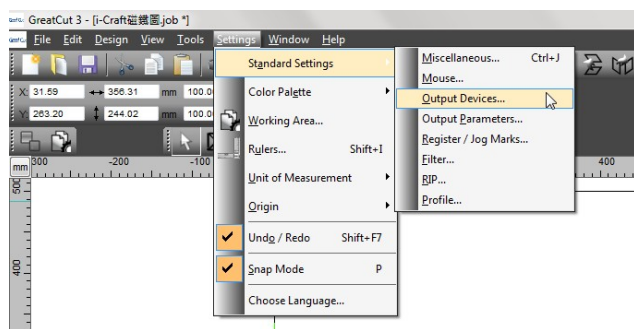 GreatCut 3 - [i-Craft磁鐵圖.job *]
File Edit Design View Tools Settings Window Help
X: 31.59 356.31 mm 100.0
Y: 263.20 244.02 mm 100.0
mm 300 -200 -100 400
500
400
Standard Settings
Color Palette
Working Area...
Rulers... Shift+I
Unit of Measurement
Origin
Undo / Redo Shift+F7
Snap Mode P
Choose Language...
Miscellaneous... Ctrl+J
Mouse...
Output Devices...
Output Parameters...
Register / Jog Marks...
Filter...
RIP...
Profile...